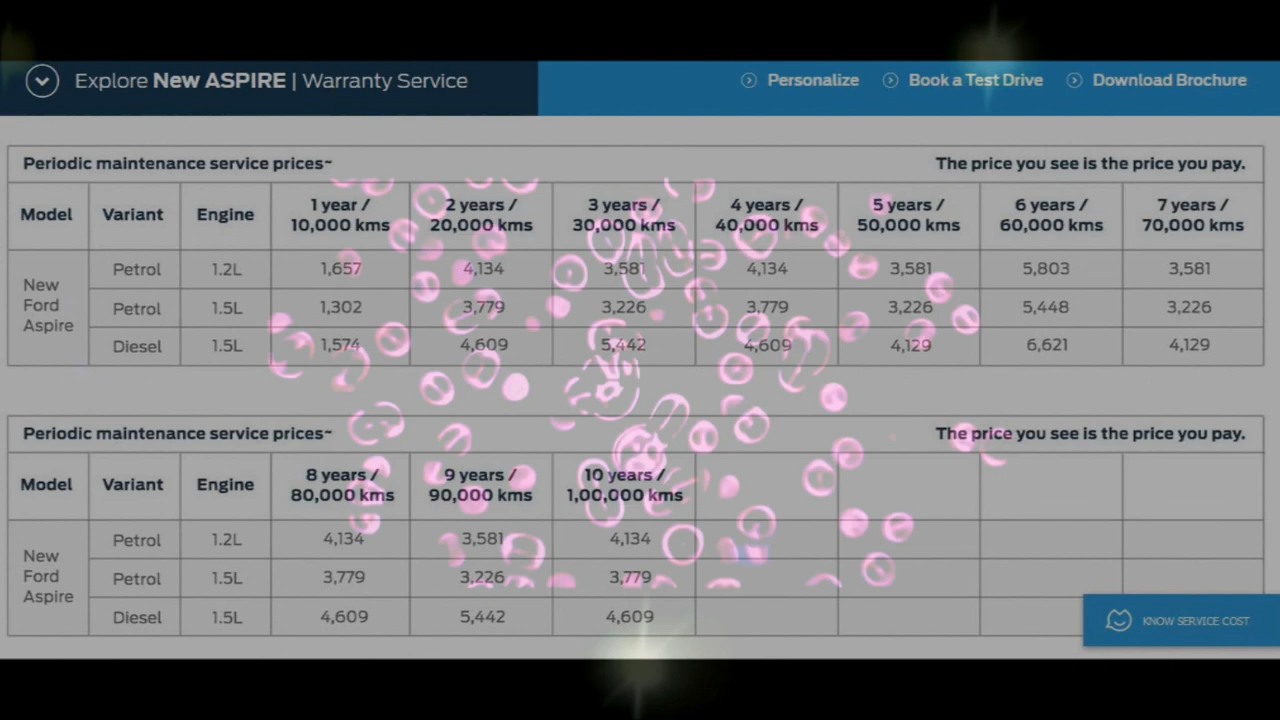 Explore New ASPIRE | Warranty Service
Personalize
Book a Test Drive
Download Brochure
Periodic maintenance service prices~ The price you see is the price you pay.
Model Variant Engine 1 year / 10,000 kms 2 years / 20,000 kms 3 years / 30,000 kms 4 years / 40,000 kms 5 years / 50,000 kms 6 years / 60,000 kms 7 years / 70,000 kms
New Ford Aspire
Petrol 1.2L 1,657 4,134 3,581 4,134 3,581 5,803 3,581
Petrol 1.5L 1,302 3,779 3,226 3,779 3,226 5,448 3,226
Diesel 1.5L 1,574 4,609 5,442 4,609 4,129 6,621 4,129
Periodic maintenance service prices~ The price you see is the price you pay.
Model Variant Engine 8 years / 80,000 kms 9 years / 90,000 kms 10 years / 1,00,000 kms
New Ford Aspire
Petrol 1.2L 4,134 3,581 4,134
Petrol 1.5L 3,779 3,226 3,779
Diesel 1.5L 4,609 5,442 4,609
KNOW SERVICE COST